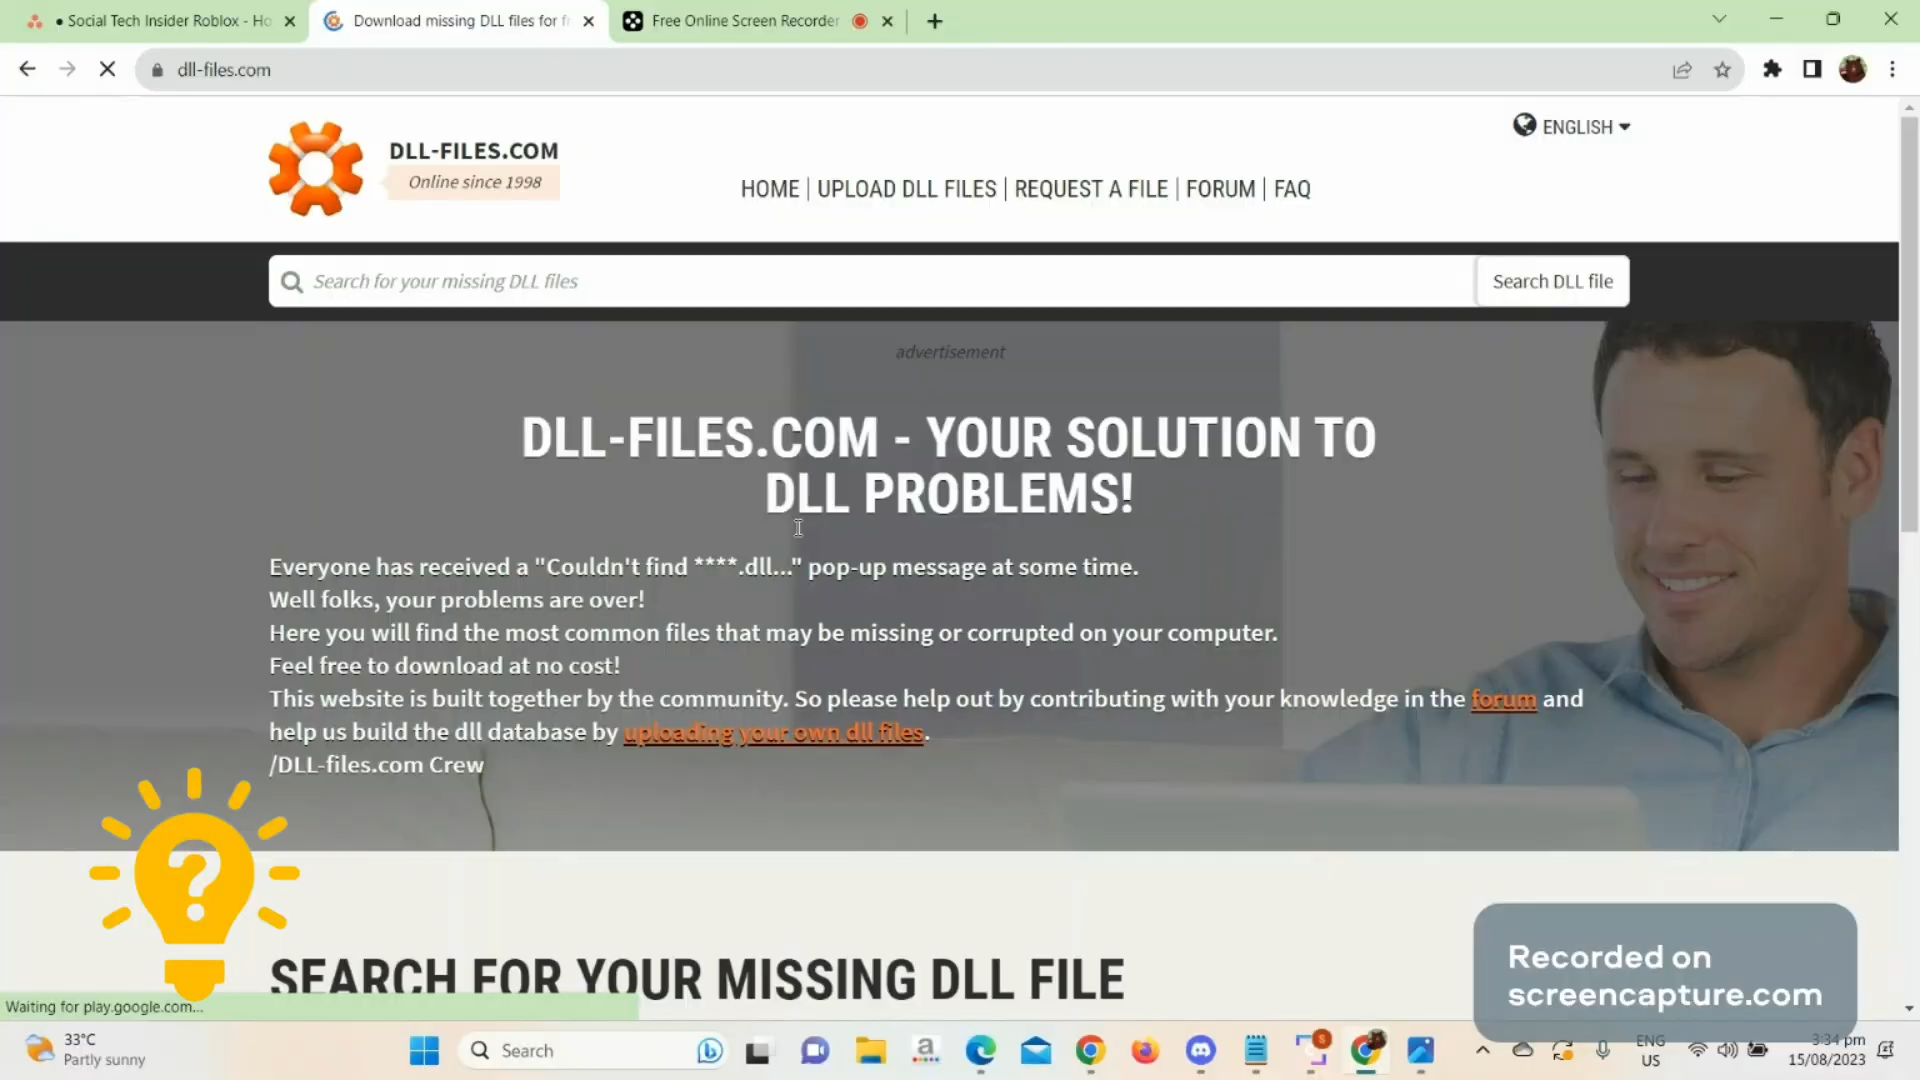 • Social Tech Insider Roblox - Ho
Download missing DLL files for fr
Free Online Screen Recorder
dll-files.com
ENGLISH
DLL-FILES.COM
Online since 1998
HOME | UPLOAD DLL FILES | REQUEST A FILE | FORUM | FAQ
Search for your missing DLL files
Search DLL file
advertisement
DLL-FILES.COM - YOUR SOLUTION TO
DLL PROBLEMS!
Everyone has received a "Couldn't find ****.dll..." pop-up message at some time.
Well folks, your problems are over!
Here you will find the most common files that may be missing or corrupted on your computer.
Feel free to download at no cost!
This website is built together by the community. So please help out by contributing with your knowledge in the forum and
help us build the dll database by uploading your own dll files.
/DLL-files.com Crew
?
SEARCH FOR YOUR MISSING DLL FILE
Recorded on
screencapture.com
Waiting for play.google.com...
33°C
Partly sunny
Search
ENG
US
3:34 pm
15/08/2023